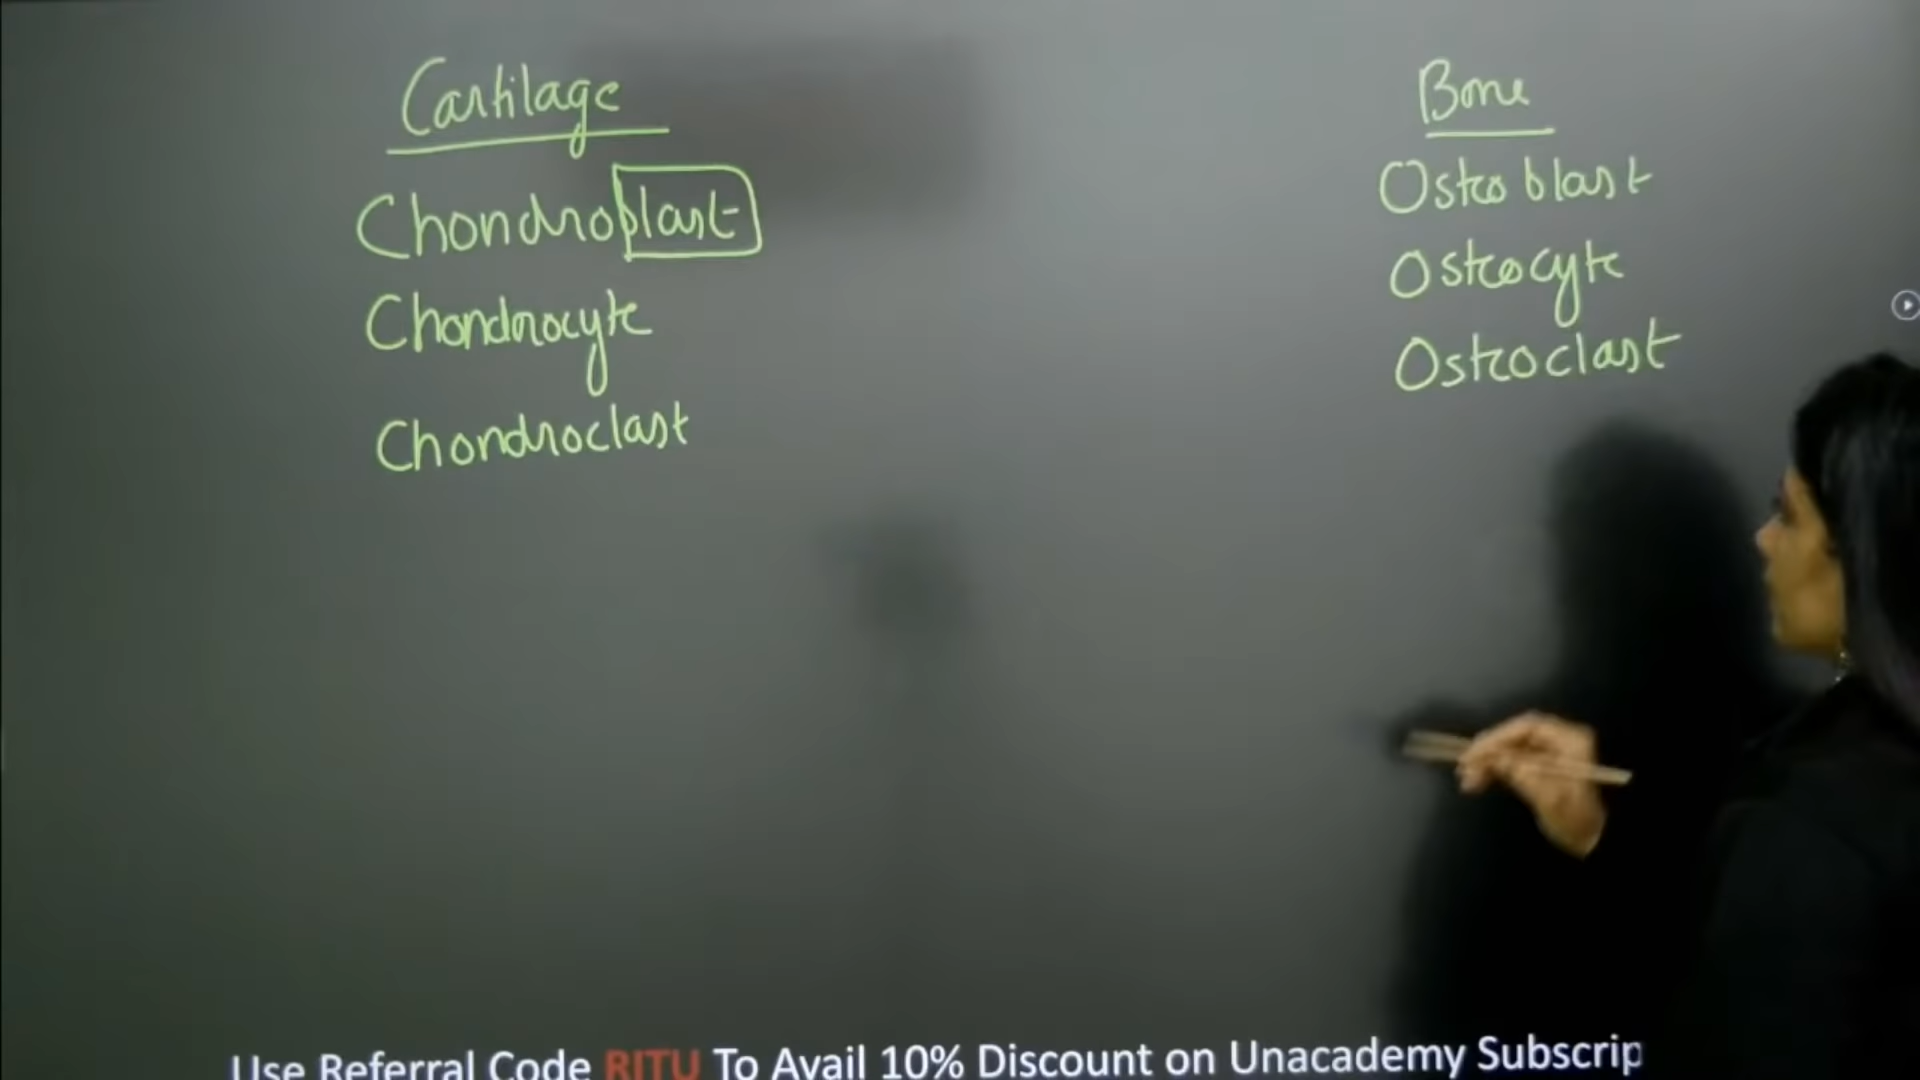 Cartilage
Chondroblast
Chondrocyte
Chondroclast
Bone
Osteoblast
Osteocyte
Osteoclast
Use Referral Code RITU To Avail 10% Discount on Unacademy Subscrip